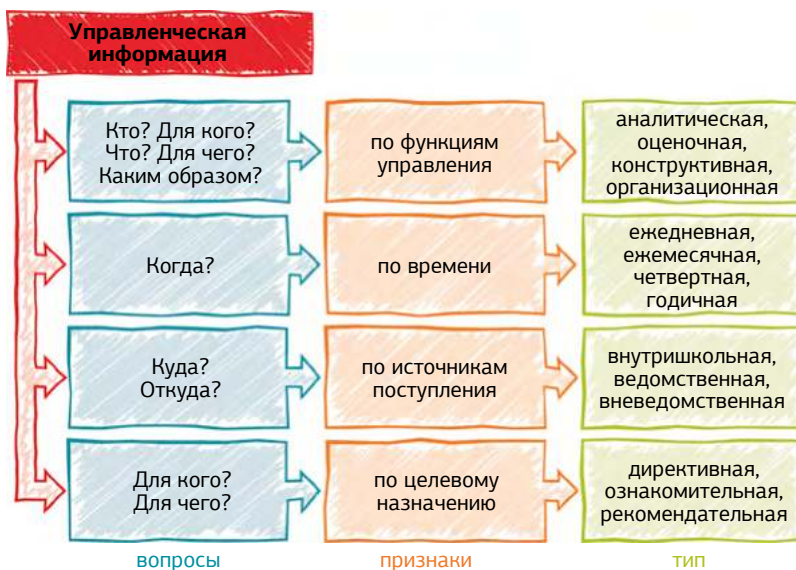 Управленческая
информация
Кто? Для кого?
Что? Для чего?
Каким образом?
по функциям
управления
аналитическая,
оценочная,
конструктивная,
организационная
Когда?
по времени
ежедневная,
ежемесячная,
четвертная,
годичная
Куда?
Откуда?
по источникам
поступления
внутришкольная,
ведомственная,
вневедомственная
Для кого?
Для чего?
по целевому
назначению
директивная,
ознакомительная,
рекомендательная
вопросы
признаки
тип